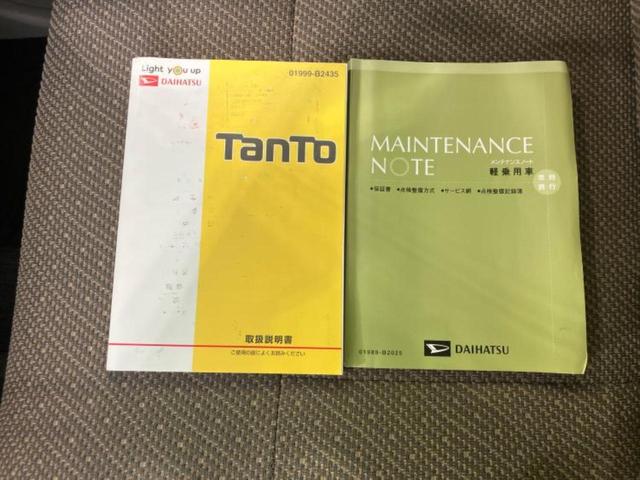 Light you up
DAIHATSU
01999-B2435
TanTo
取扱説明書
ご使用の前によくお読みください
MAINTENANCE
NOTE
メンテナンスノート
軽乗用車
•保証書 •点検整備方式 •サービス網 •点検整備記録簿
01989-B2025
DAIHATSU